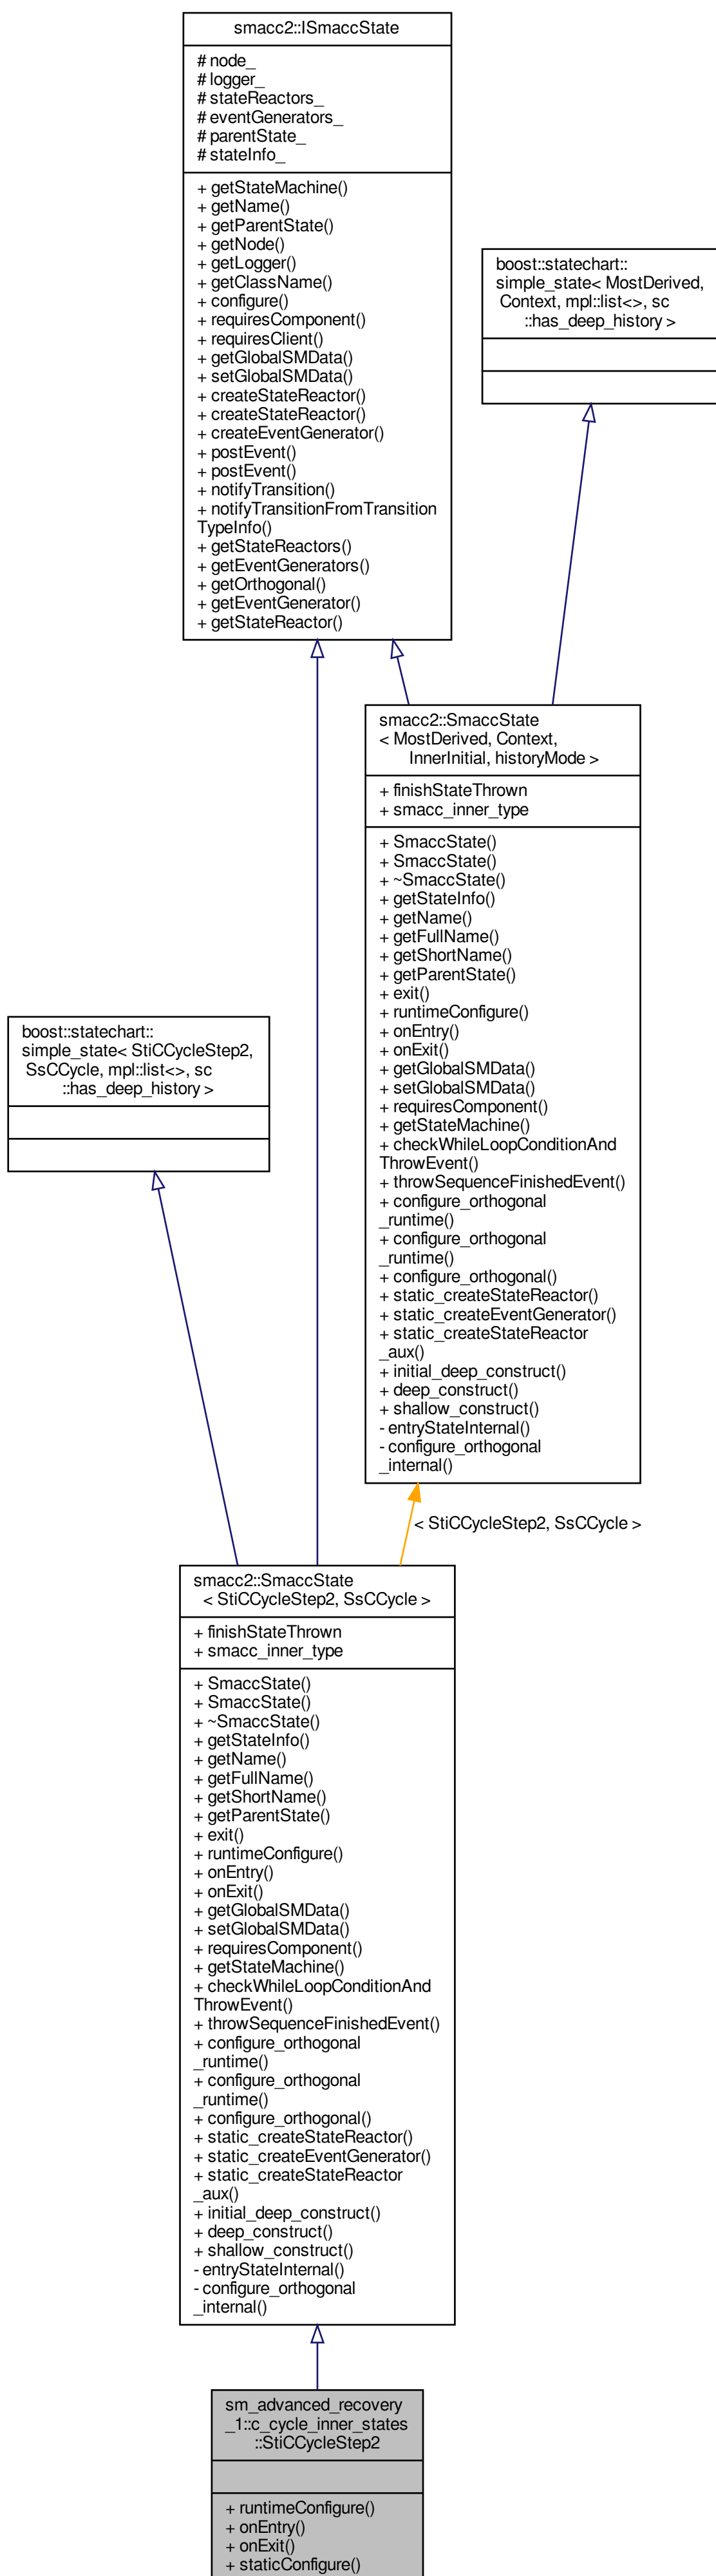 smacc2::ISmaccState
# node_
# logger_
# stateReactors_
# eventGenerators_
# parentState_
# stateInfo_
+ getStateMachine()
+ getName()
+ getParentState()
+ getNode()
+ getLogger()
+ getClassName()
+ configure()
+ requiresComponent()
+ requiresClient()
+ getGlobalSMData()
+ setGlobalSMData()
+ createStateReactor()
+ createStateReactor()
+ createEventGenerator()
+ postEvent()
+ postEvent()
+ notifyTransition()
+ notifyTransitionFromTransition
TypeInfo()
+ getStateReactors()
+ getEventGenerators()
+ getOrthogonal()
+ getEventGenerator()
+ getStateReactor()
boost::statechart::
simple_state< MostDerived,
Context, mpl::list<>, sc
::has_deep_history >
smacc2::SmaccState
< MostDerived, Context,
InnerInitial, historyMode >
+ finishStateThrown
+ smacc_inner_type
+ SmaccState()
+ SmaccState()
+ ~SmaccState()
+ getStateInfo()
+ getName()
+ getFullName()
+ getShortName()
+ getParentState()
+ exit()
+ runtimeConfigure()
+ onEntry()
+ onExit()
+ getGlobalSMData()
+ setGlobalSMData()
+ requiresComponent()
+ getStateMachine()
+ checkWhileLoopConditionAnd
ThrowEvent()
+ throwSequenceFinishedEvent()
+ configure_orthogonal
_runtime()
+ configure_orthogonal
_runtime()
+ configure_orthogonal()
+ static_createStateReactor()
+ static_createEventGenerator()
+ static_createStateReactor
_aux()
+ initial_deep_construct()
+ deep_construct()
+ shallow_construct()
- entryStateInternal()
- configure_orthogonal
_internal()
boost::statechart::
simple_state< StiCCycleStep2,
SsCCycle, mpl::list<>, sc
::has_deep_history >
< StiCCycleStep2, SsCCycle >
smacc2::SmaccState
< StiCCycleStep2, SsCCycle >
+ finishStateThrown
+ smacc_inner_type
+ SmaccState()
+ SmaccState()
+ ~SmaccState()
+ getStateInfo()
+ getName()
+ getFullName()
+ getShortName()
+ getParentState()
+ exit()
+ runtimeConfigure()
+ onEntry()
+ onExit()
+ getGlobalSMData()
+ setGlobalSMData()
+ requiresComponent()
+ getStateMachine()
+ checkWhileLoopConditionAnd
ThrowEvent()
+ throwSequenceFinishedEvent()
+ configure_orthogonal
_runtime()
+ configure_orthogonal
_runtime()
+ configure_orthogonal()
+ static_createStateReactor()
+ static_createEventGenerator()
+ static_createStateReactor
_aux()
+ initial_deep_construct()
+ deep_construct()
+ shallow_construct()
- entryStateInternal()
- configure_orthogonal
_internal()
sm_advanced_recovery
_1::c_cycle_inner_states
::StiCCycleStep2
+ runtimeConfigure()
+ onEntry()
+ onExit()
+ staticConfigure()